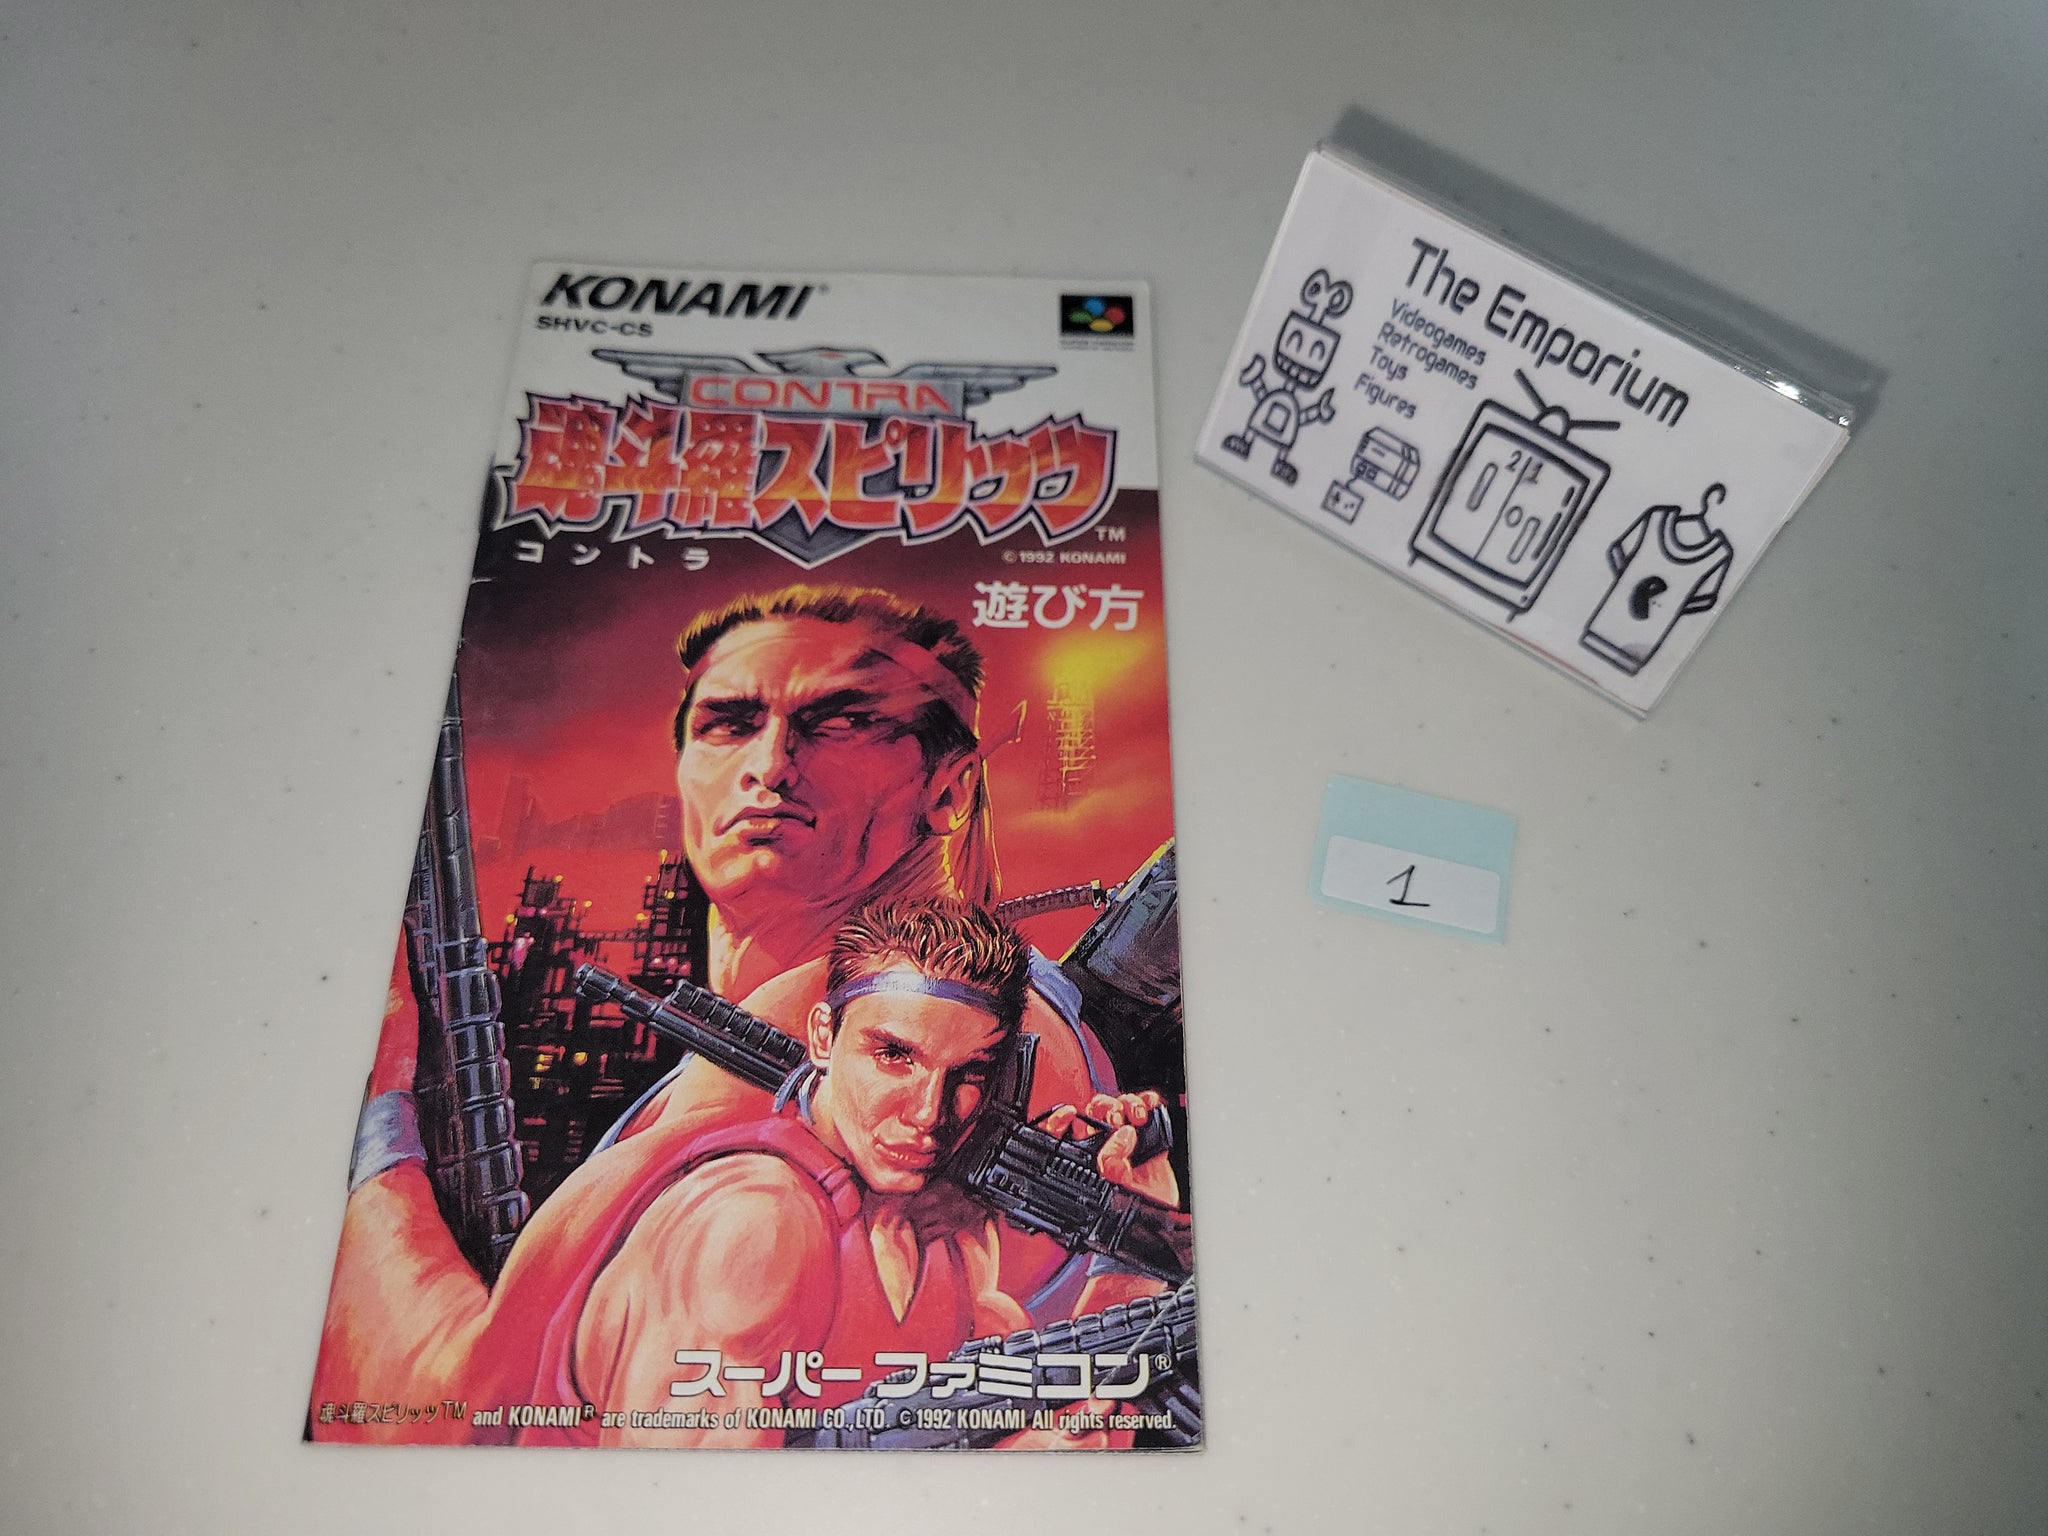 KONAMI®
SHVC-CS
CONTRA
魂斗羅スピリッツ
TM
コントラ
© 1992 KONAMI
遊び方
スーパーファミコン®
魂斗羅スピリッツTM and KONAMI® are trademarks of KONAMI CO.,LTD. © 1992 KONAMI All rights reserved.
The Emporium
Videogames
Retrogames
Toys
Figures
21
1